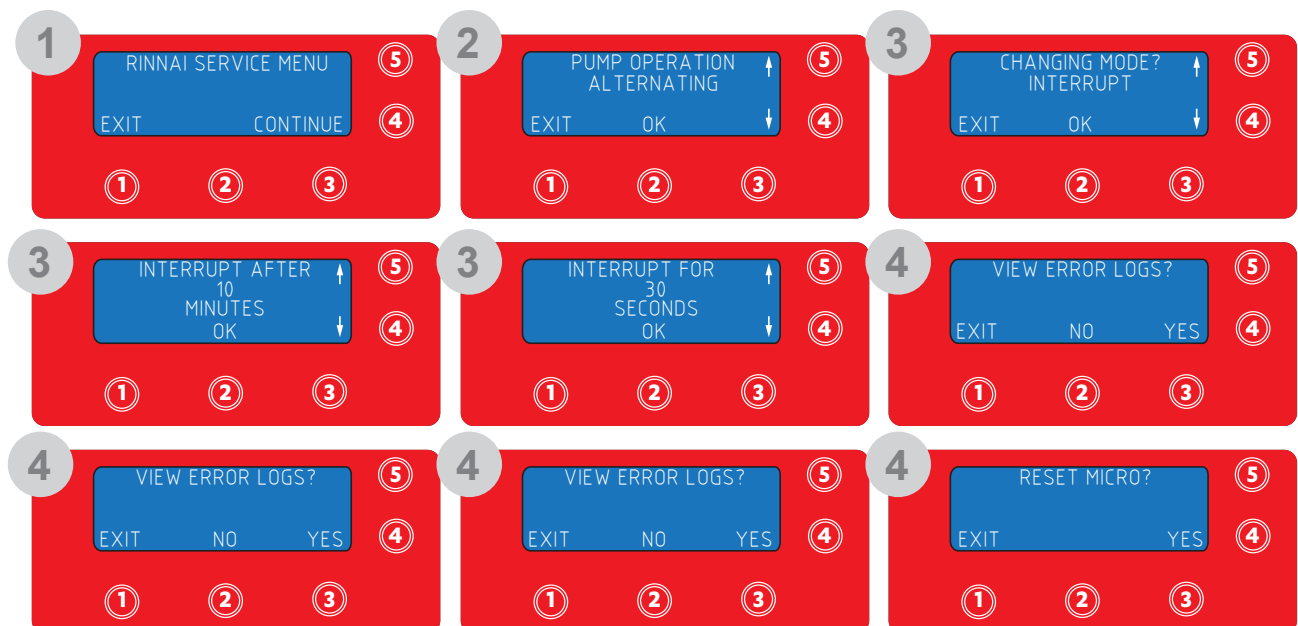 1
RINNAI SERVICE MENU
EXIT CONTINUE
5
4
1 2 3
2
PUMP OPERATION
ALTERNATING
EXIT OK
5
4
1 2 3
3
CHANGING MODE?
INTERRUPT
EXIT OK
5
4
1 2 3
3
INTERRUPT AFTER
10
MINUTES
OK
5
4
1 2 3
3
INTERRUPT FOR
30
SECONDS
OK
5
4
1 2 3
4
VIEW ERROR LOGS?
EXIT NO YES
5
4
1 2 3
4
VIEW ERROR LOGS?
EXIT NO YES
5
4
1 2 3
4
VIEW ERROR LOGS?
EXIT NO YES
5
4
1 2 3
4
RESET MICRO?
EXIT YES
5
4
1 2 3